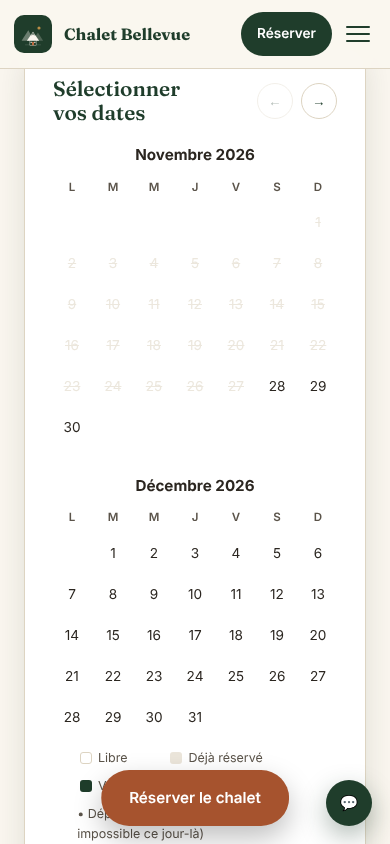 Chalet Bellevue
Réserver
Sélectionner
vos dates
← →
Novembre 2026
L M M J V S D
1
2 3 4 5 6 7 8
9 10 11 12 13 14 15
16 17 18 19 20 21 22
23 24 25 26 27 28 29
30
Décembre 2026
L M M J V S D
1 2 3 4 5 6
7 8 9 10 11 12 13
14 15 16 17 18 19 20
21 22 23 24 25 26 27
28 29 30 31
Libre Déjà réservé
Réserver le chalet
impossible ce jour-là)